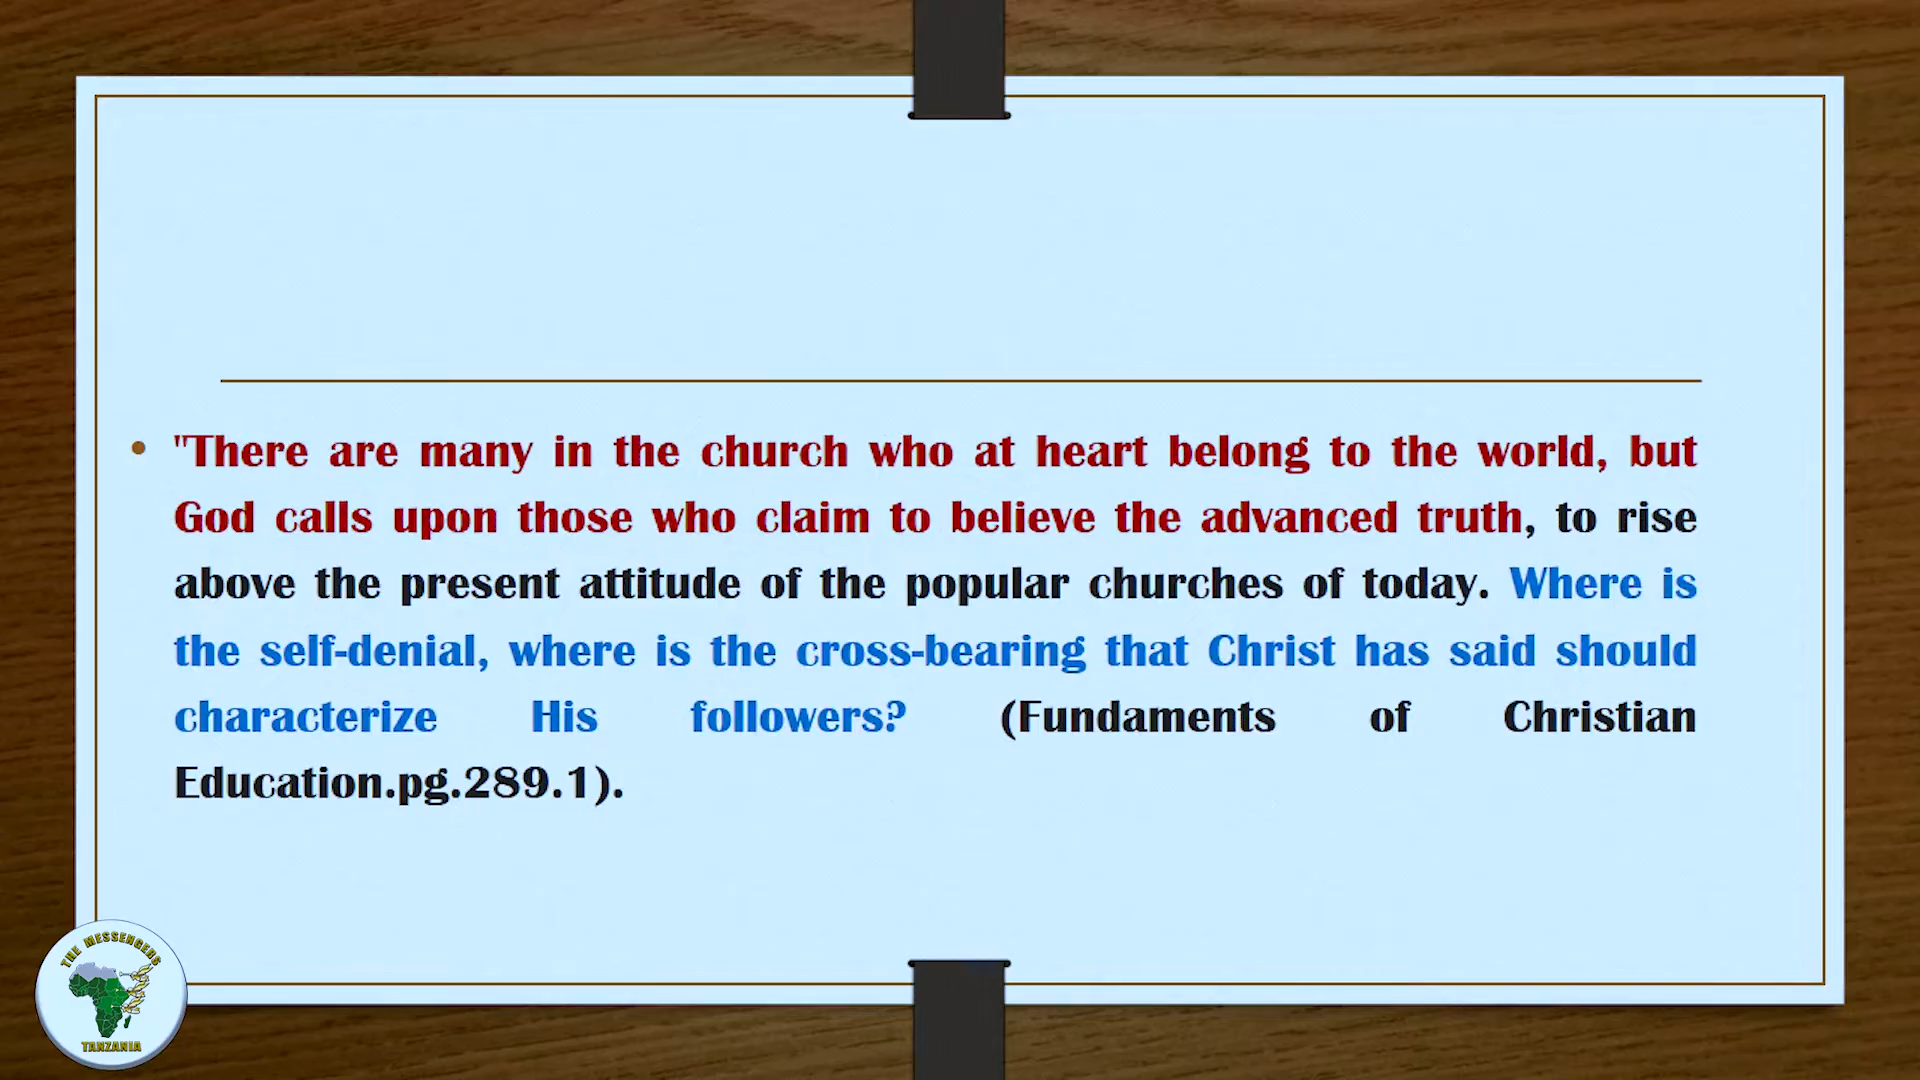 • "There are many in the church who at heart belong to the world, but
God calls upon those who claim to believe the advanced truth, to rise
above the present attitude of the popular churches of today. Where is
the self-denial, where is the cross-bearing that Christ has said should
characterize His followers? (Fundaments of Christian
Education.pg.289.1).
THE MESSENGERS
TANZANIA